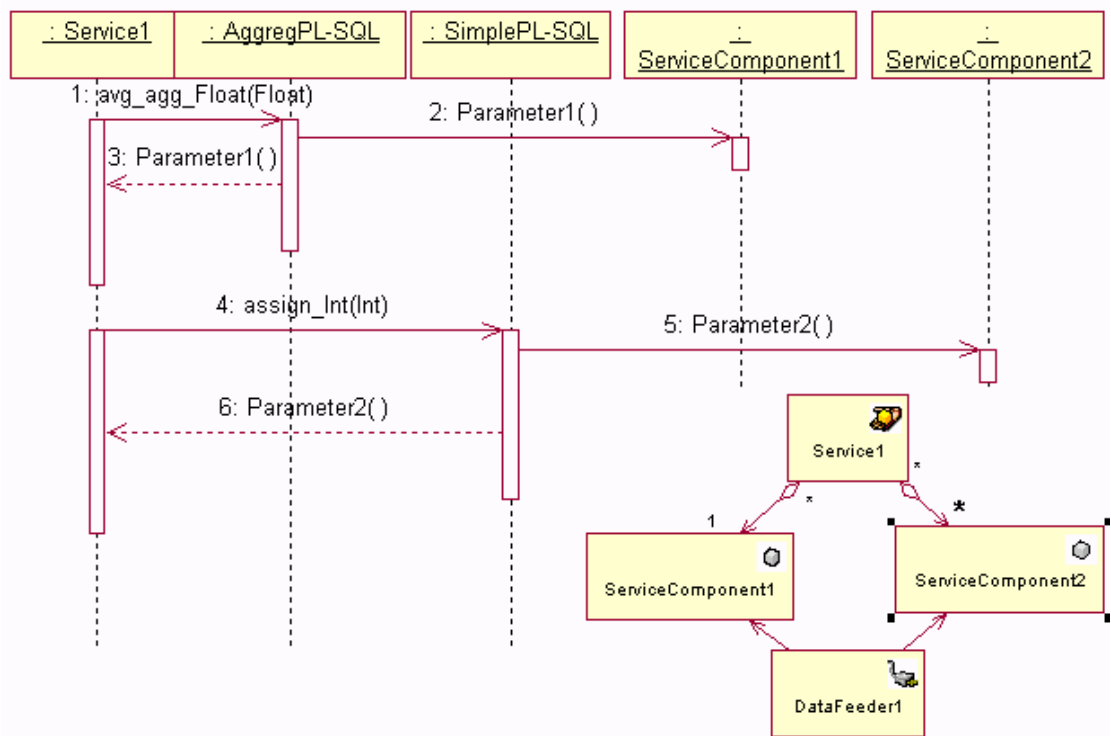 : Service1
: AggregPL-SQL
: SimplePL-SQL
:
ServiceComponent1
:
ServiceComponent2
1: avg_agg_Float(Float)
2: Parameter1( )
3: Parameter1( )
4: assign_Int(Int)
5: Parameter2( )
6: Parameter2( )
Service1
*
*
1
*
ServiceComponent1
ServiceComponent2
DataFeeder1